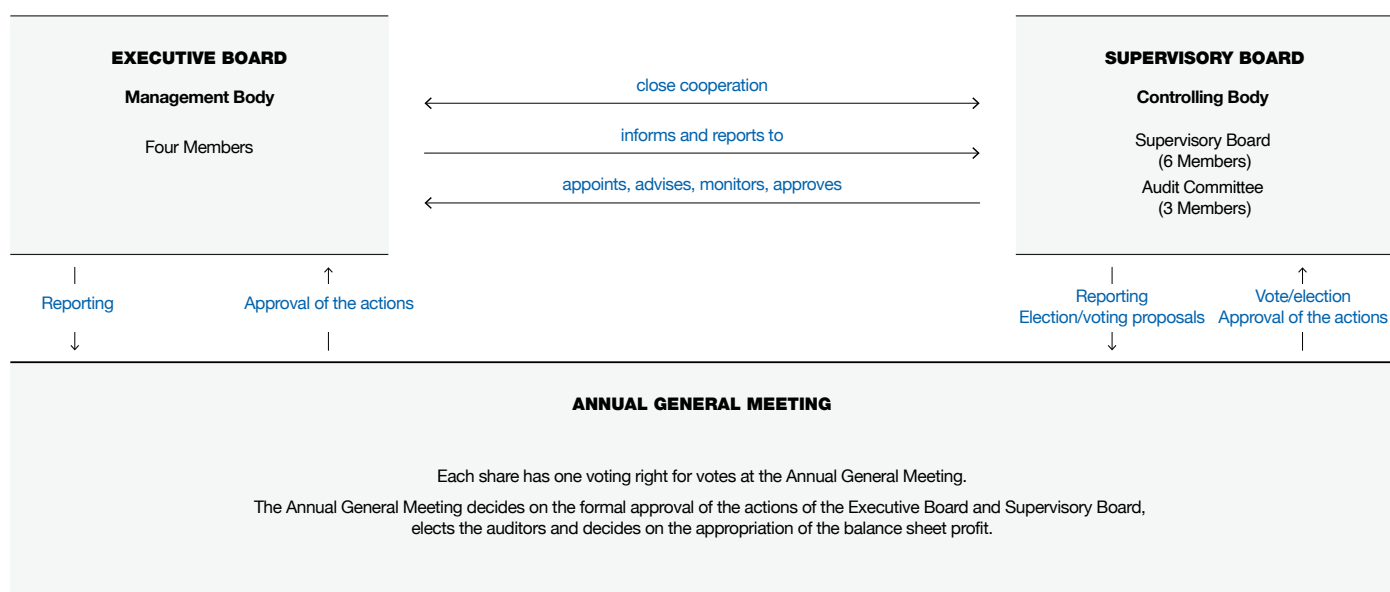 EXECUTIVE BOARD
Management Body
Four Members
close cooperation
informs and reports to
appoints, advises, monitors, approves
SUPERVISORY BOARD
Controlling Body
Supervisory Board
(6 Members)
Audit Committee
(3 Members)
Reporting
Approval of the actions
Reporting
Election/voting proposals
Vote/election
Approval of the actions
ANNUAL GENERAL MEETING
Each share has one voting right for votes at the Annual General Meeting.
The Annual General Meeting decides on the formal approval of the actions of the Executive Board and Supervisory Board,
elects the auditors and decides on the appropriation of the balance sheet profit.